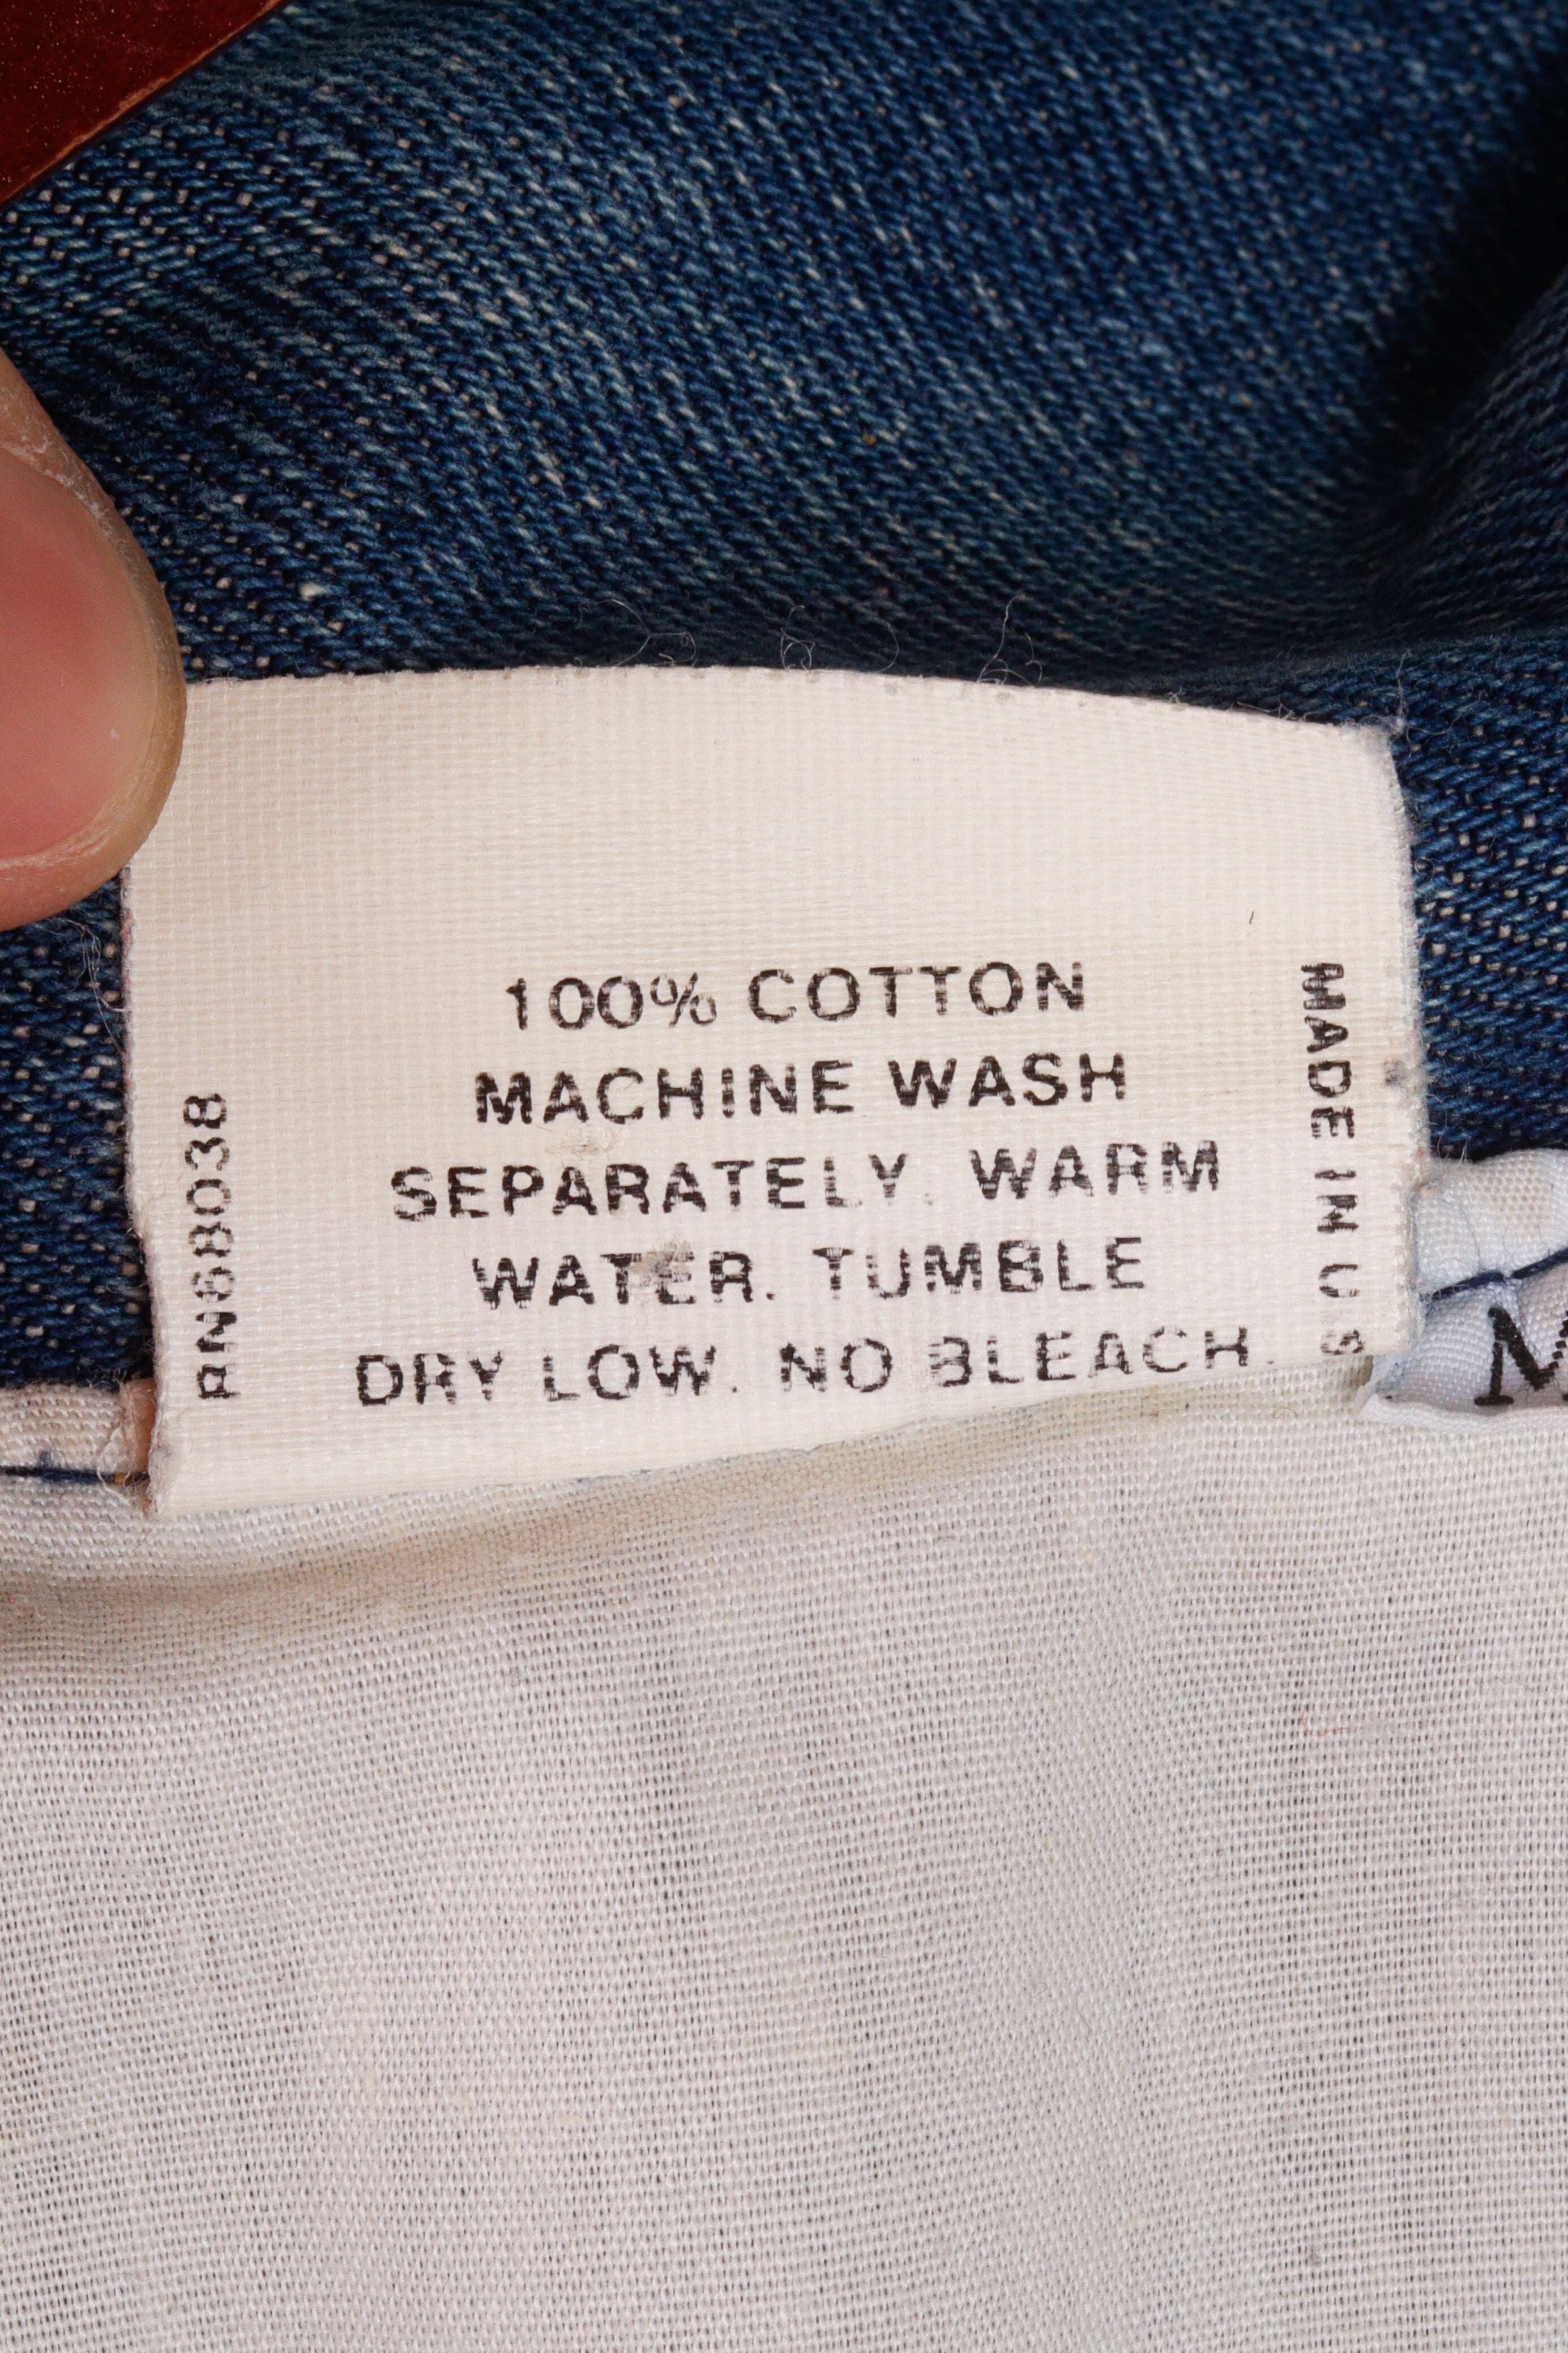 100% COTTON
MACHINE WASH
SEPARATELY. WARM
WATER. TUMBLE
DRY LOW. NO BLEACH.
RN68038
MADE IN U S
M